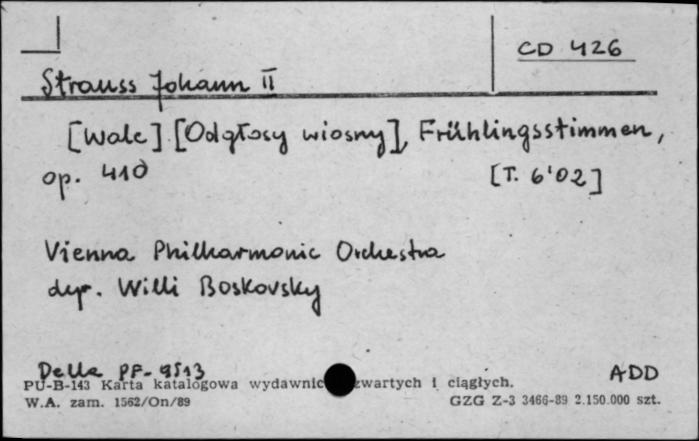 CD 426
Strauss Johann II
[Walc] [Odgłosy wiosny], Frühlingsstimmen,
op. 410 [T. 6'02]
Vienna Philharmonic Orchestra
dyr. Willi Boskovsky
Della PF-9513 ADD
PU-B-143 Karta katalogowa wydawnic zwartych i ciągłych.
W.A. zam. 1562/On/89 GZG Z-3 3466-89 2.150.000 szt.